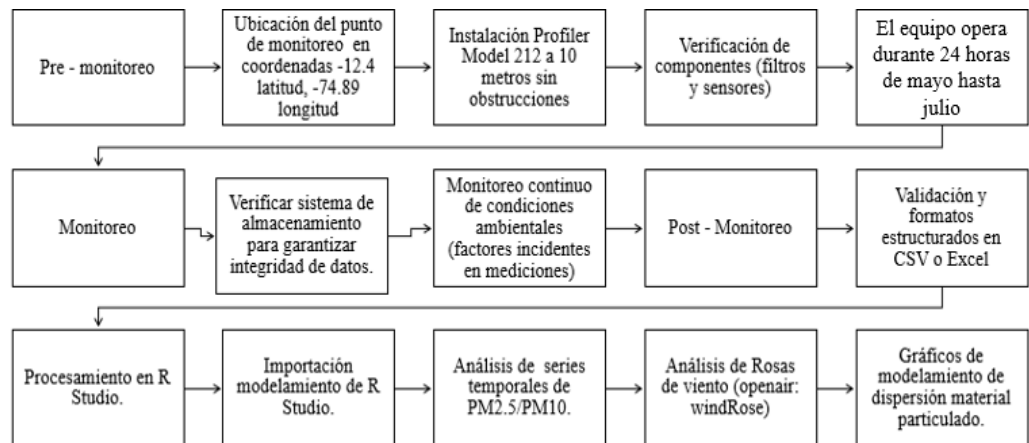 Pre - monitoreo
Ubicación del punto
de monitoreo en
coordenadas -12.4
latitud, -74.89
longitud
Instalación Profiler
Model 212 a 10
metros sin
obstrucciones
Verificación de
componentes (filtros
y sensores)
El equipo opera
durante 24 horas
de mayo hasta
julio
Monitoreo
Verificar sistema de
almacenamiento
para garantizar
integridad de datos.
Monitoreo continuo
de condiciones
ambientales
(factores incidentes
en mediciones)
Post - Monitoreo
Validación y
formatos
estructurados en
CSV o Excel
Procesamiento en R
Studio.
Importación
modelamiento de R
Studio.
Análisis de series
temporales de
PM2.5/PM10.
Análisis de Rosas
de viento (openair:
windRose)
Gráficos de
modelamiento de
dispersión material
particulado.